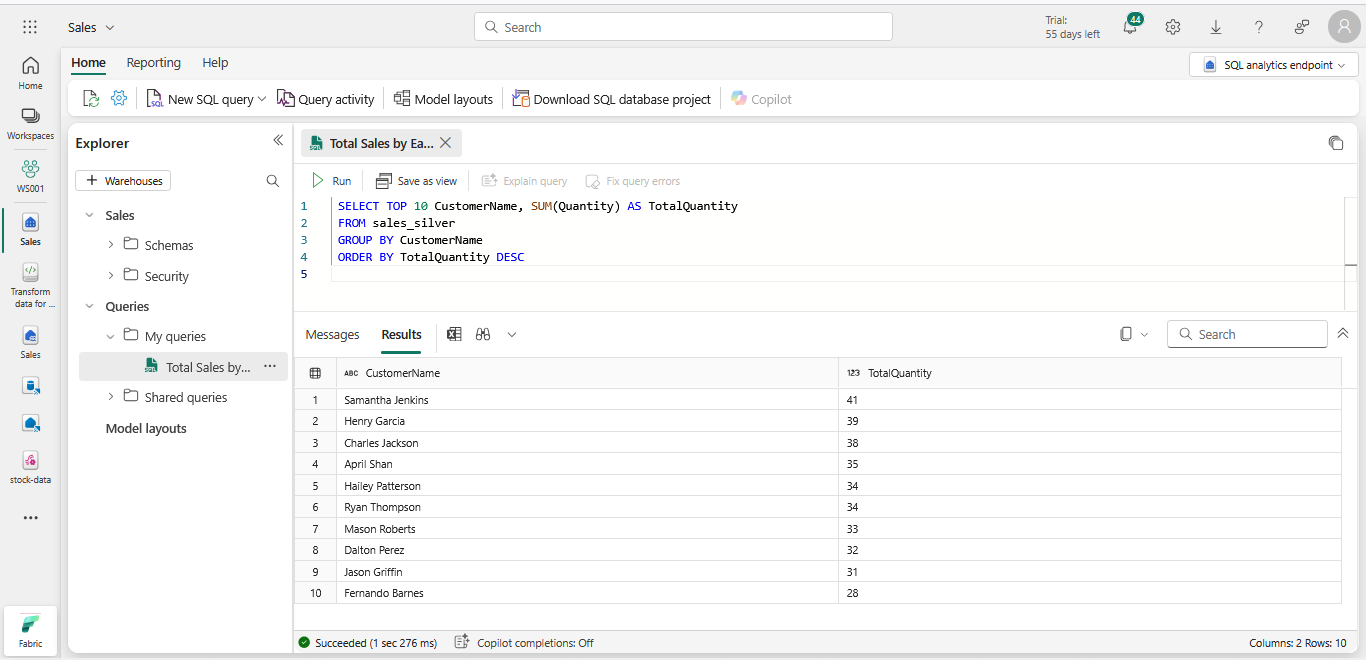 Sales
Search
Trial:
55 days left
44
Home
Reporting
Help
SQL analytics endpoint
New SQL query
Query activity
Model layouts
Download SQL database project
Copilot
Home
Workspaces
WS001
Sales
Transform
data for ...
Sales
stock-data
Fabric
Explorer
+ Warehouses
Sales
Schemas
Security
Queries
My queries
Total Sales by...
Shared queries
Model layouts
Total Sales by Ea...
Run
Save as view
Explain query
Fix query errors
1 SELECT TOP 10 CustomerName, SUM(Quantity) AS TotalQuantity
2 FROM sales_silver
3 GROUP BY CustomerName
4 ORDER BY TotalQuantity DESC
5
Messages
Results
Search
ABC CustomerName 123 TotalQuantity
1 Samantha Jenkins 41
2 Henry Garcia 39
3 Charles Jackson 38
4 April Shan 35
5 Hailey Patterson 34
6 Ryan Thompson 34
7 Mason Roberts 33
8 Dalton Perez 32
9 Jason Griffin 31
10 Fernando Barnes 28
Succeeded (1 sec 276 ms)
Copilot completions: Off
Columns: 2 Rows: 10